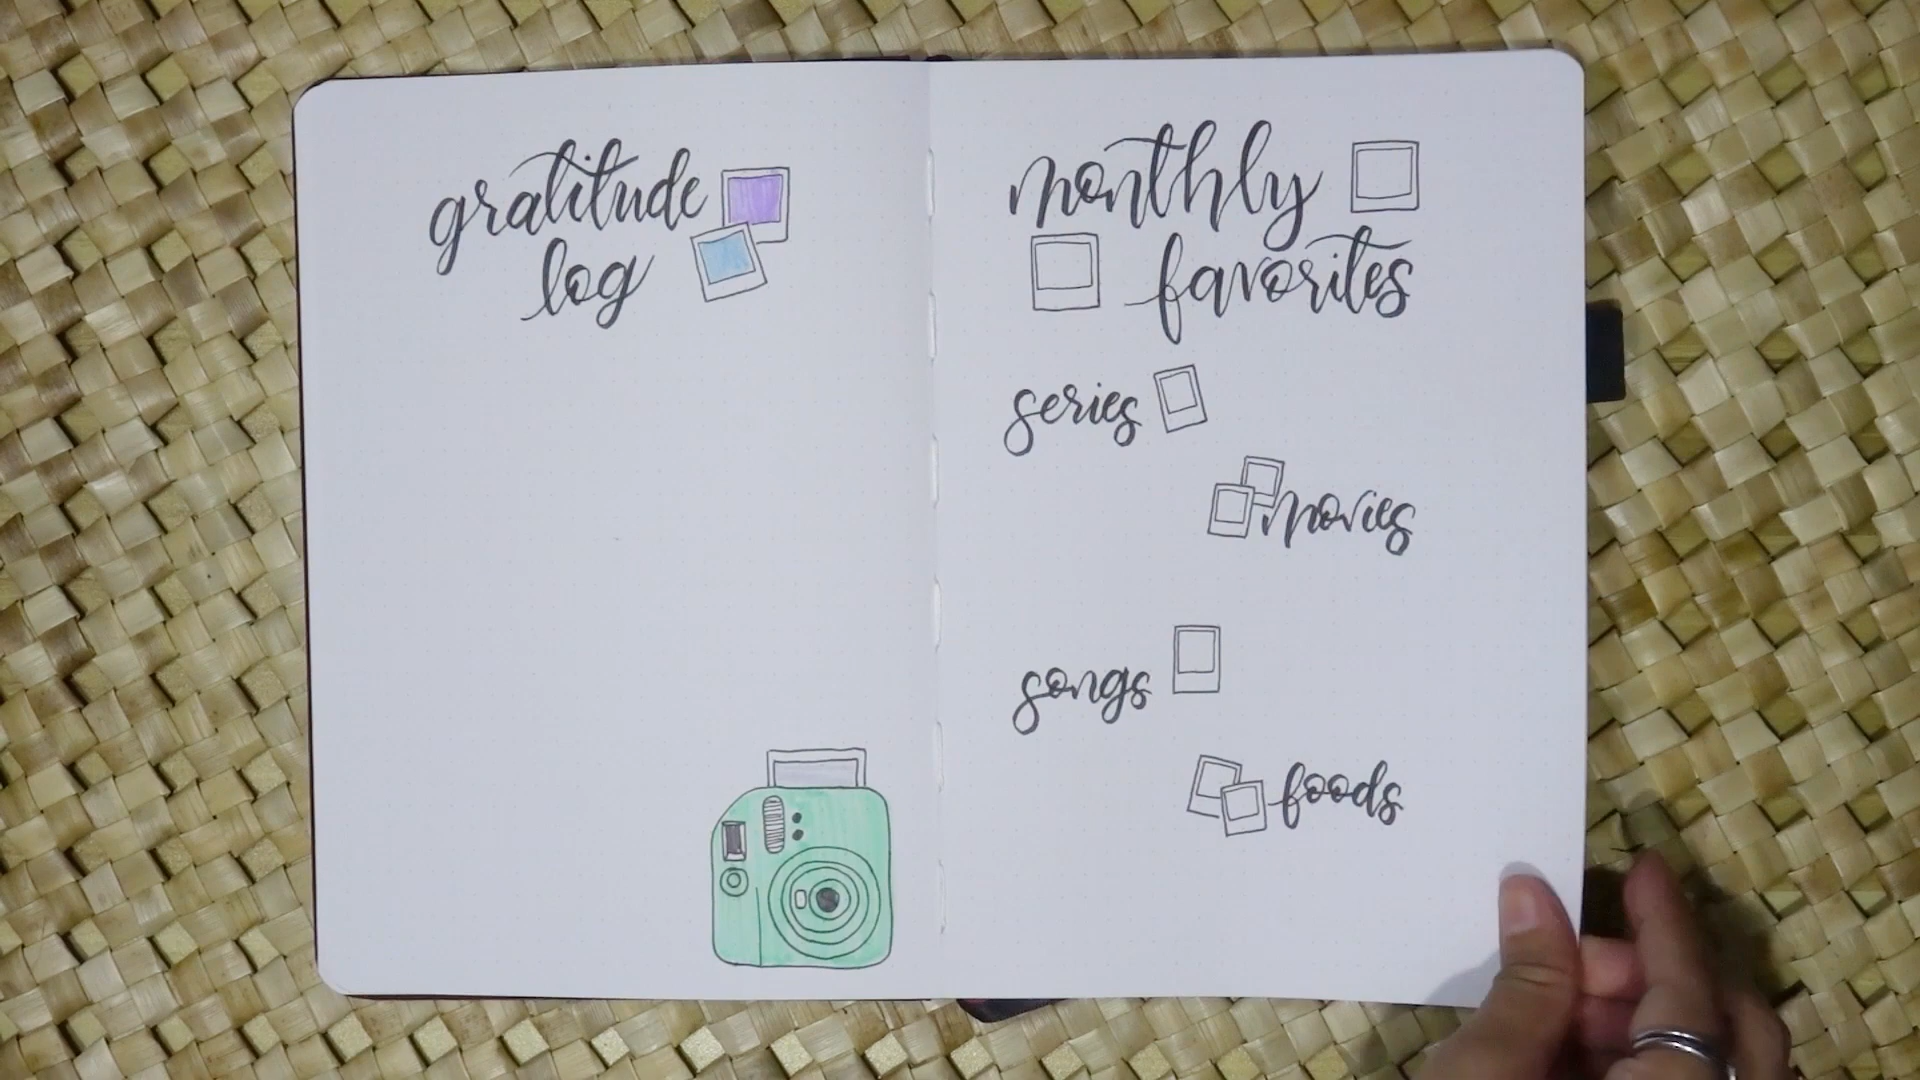 gratitude
log
monthly
favorites
series
movies
songs
foods